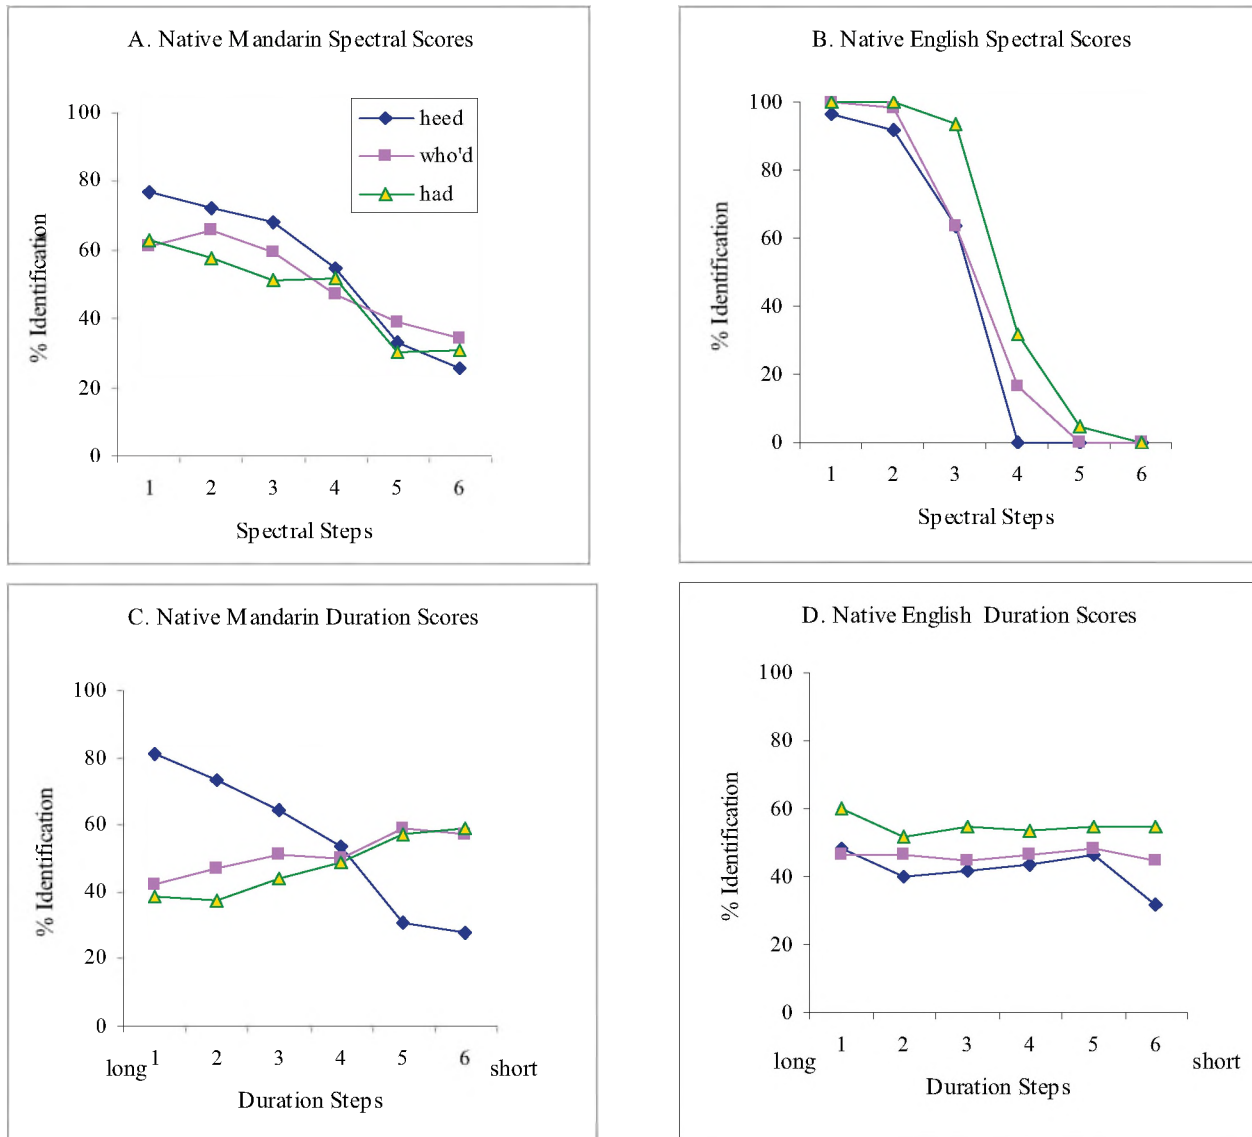 A. Native Mandarin Spectral Scores
100
80
60
40
20
0
% Identification
heed
who'd
had
1 2 3 4 5 6
Spectral Steps
B. Native English Spectral Scores
100
80
60
40
20
0
% Identification
1 2 3 4 5 6
Spectral Steps
C. Native Mandarin Duration Scores
100
80
60
40
20
0
% Identification
long 1 2 3 4 5 6 short
Duration Steps
D. Native English Duration Scores
100
80
60
40
20
0
% Identification
long 1 2 3 4 5 6 short
Duration Steps